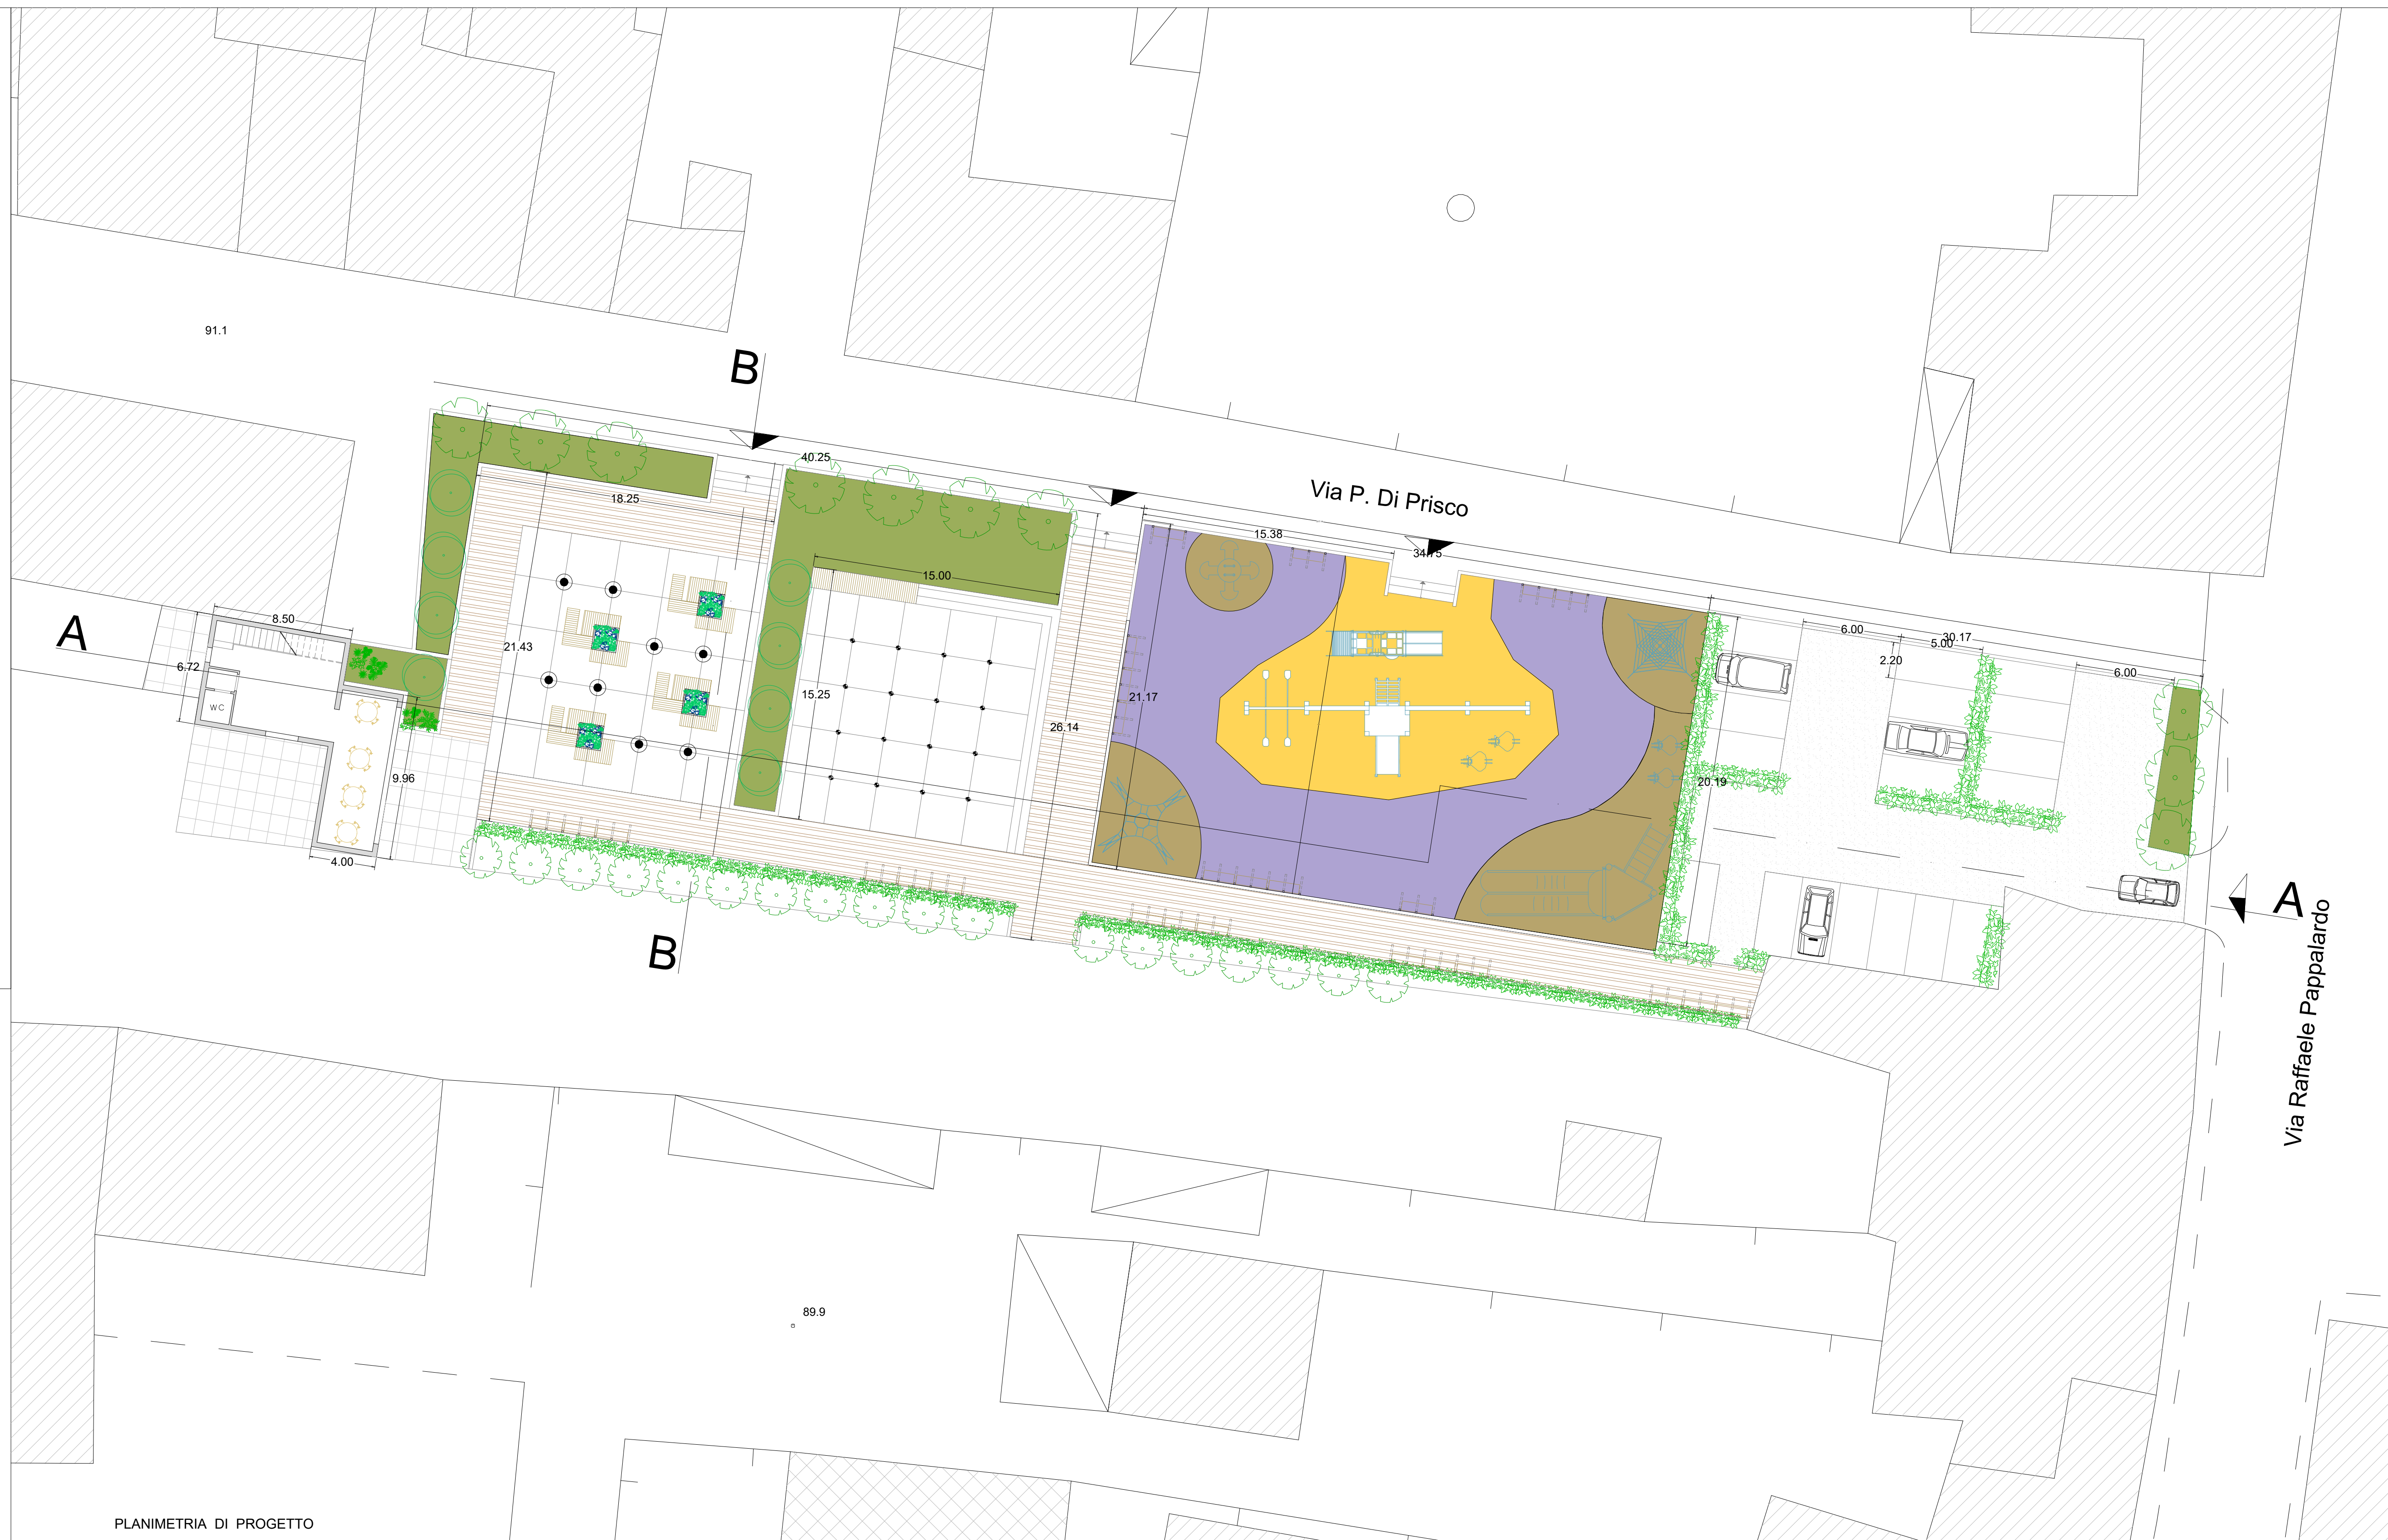 91.1
B
40.25
18.25
Via P. Di Prisco
15.38
34.75
15.00
8.50
A
6.72
WC
21.43
15.25
21.17
26.14
6.00
30.17
5.00
2.20
6.00
20.19
9.96
4.00
B
A
Via Raffaele Pappalardo
89.9
PLANIMETRIA DI PROGETTO